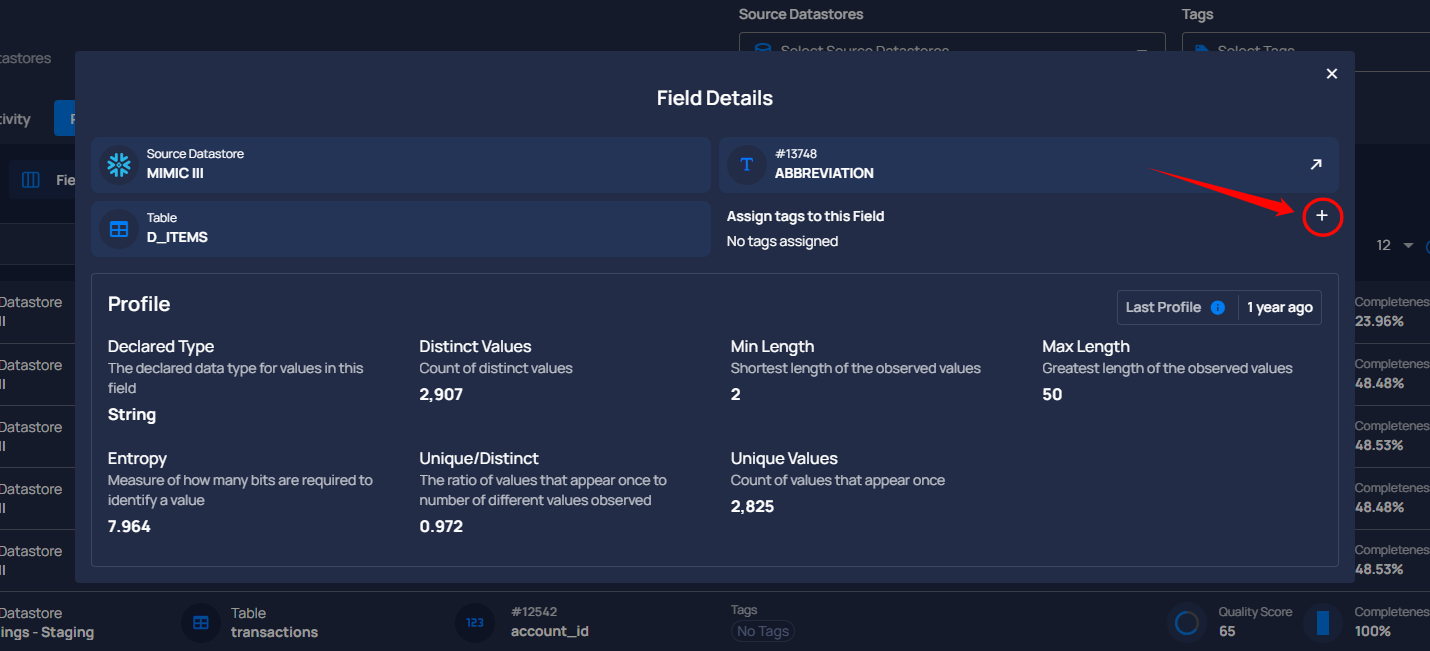 Source Datastores
Tags
Select Source Datastores
Select Tags
tastores
Field Details
Source Datastore
MIMIC III
#13748
ABBREVIATION
Table
D_ITEMS
Assign tags to this Field
No tags assigned
tivity
Fie
12
Profile
Last Profile
1 year ago
Declared Type
The declared data type for values in this
field
String
Distinct Values
Count of distinct values
2,907
Min Length
Shortest length of the observed values
2
Max Length
Greatest length of the observed values
50
Entropy
Measure of how many bits are required to
identify a value
7.964
Unique/Distinct
The ratio of values that appear once to
number of different values observed
0.972
Unique Values
Count of values that appear once
2,825
Datastore
II
Completenes
23.96%
Datastore
II
Completenes
48.48%
Datastore
II
Completenes
48.53%
Datastore
II
Completenes
48.48%
Datastore
II
Completenes
48.53%
Datastore
ings - Staging
Table
transactions
123
#12542
account_id
Tags
No Tags
Quality Score
65
Completenes
100%